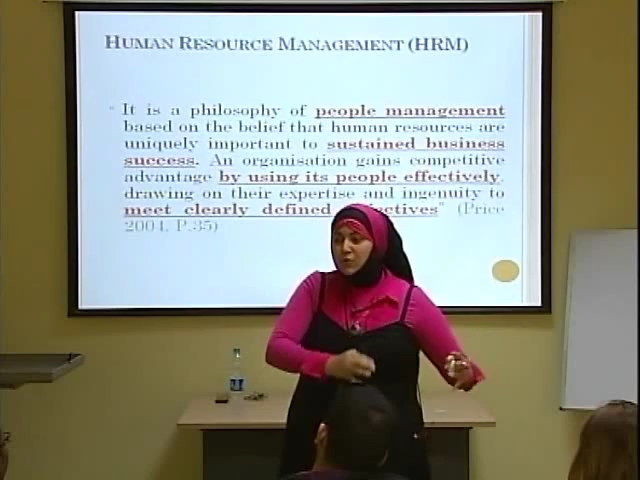 HUMAN RESOURCE MANAGEMENT (HRM)
" It is a philosophy of people management
based on the belief that human resources are
uniquely important to sustained business
success. An organisation gains competitive
advantage by using its people effectively,
drawing on their expertise and ingenuity to
meet clearly defined objectives" (Price
2004, P.35)